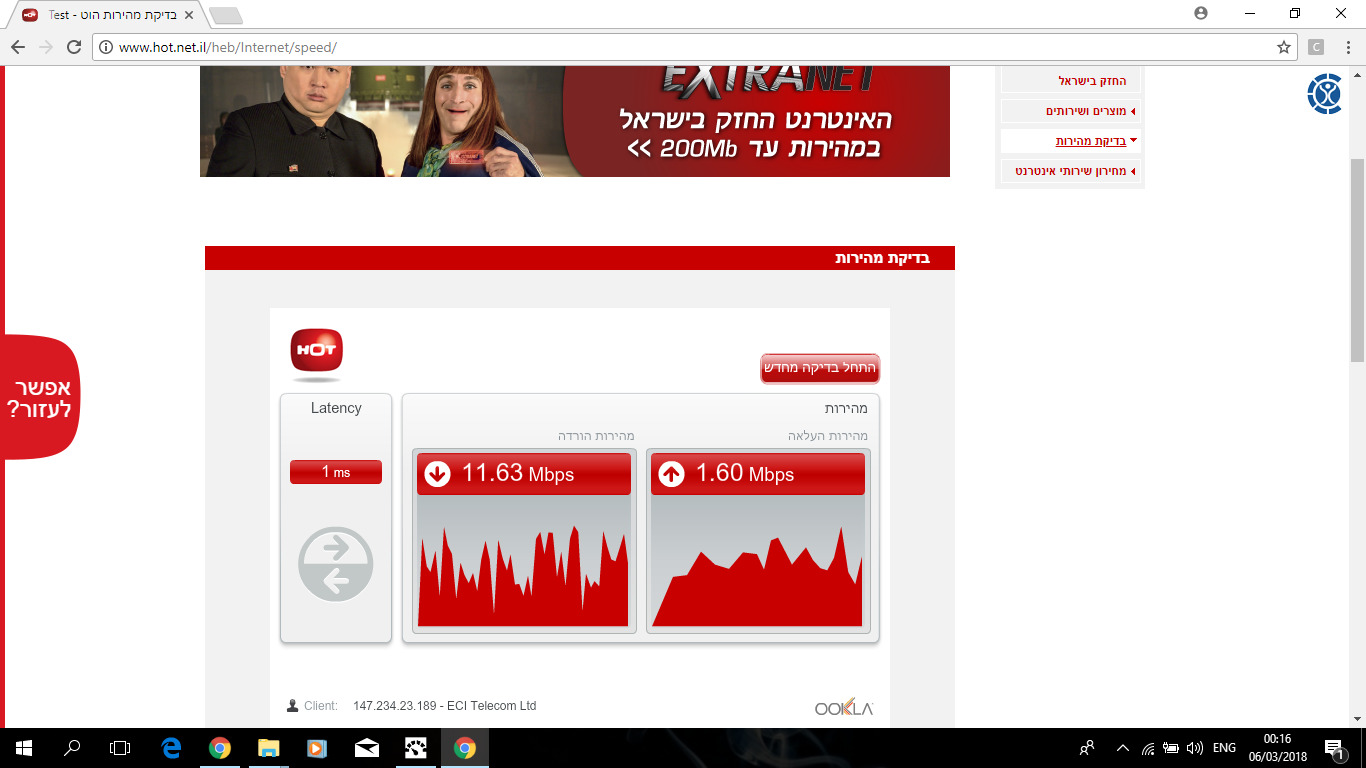 בדיקת מהירות הוט - Test
www.hot.net.il/heb/Internet/speed/
C
EXTRANET
האינטרנט החזק בישראל
במהירות עד 200Mb >>
החזק בישראל
מוצרים ושירותים
בדיקת מהירות
מחירון שירותי אינטרנט
בדיקת מהירות
אפשר
לעזור?
HOT
התחל בדיקה מחדש
Latency
1 ms
מהירות
מהירות הורדה
מהירות העלאה
11.63 Mbps
1.60 Mbps
Client: 147.234.23.189 - ECI Telecom Ltd
OOKLA
ENG
00:16
06/03/2018
1